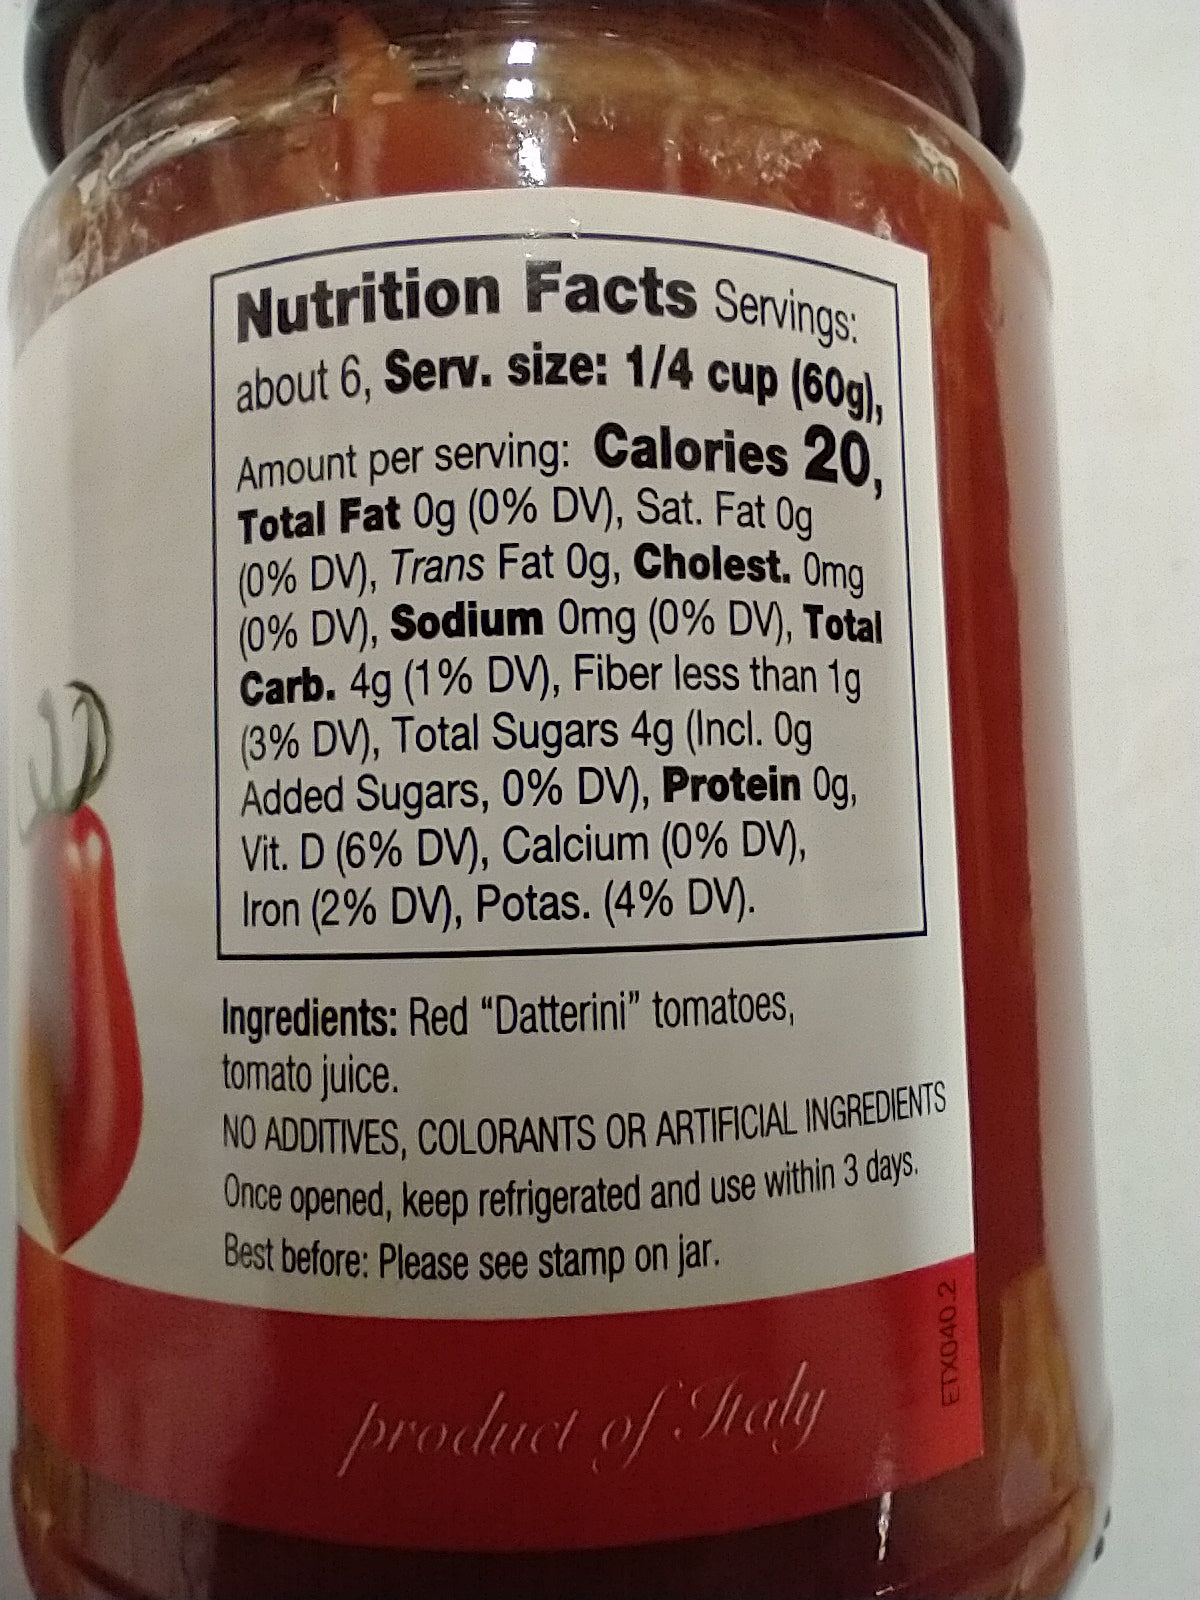 Nutrition Facts Servings:
about 6, Serv. size: 1/4 cup (60g),
Amount per serving: Calories 20,
Total Fat 0g (0% DV), Sat. Fat 0g
(0% DV), Trans Fat 0g, Cholest. 0mg
(0% DV), Sodium 0mg (0% DV), Total
Carb. 4g (1% DV), Fiber less than 1g
(3% DV), Total Sugars 4g (Incl. 0g
Added Sugars, 0% DV), Protein 0g,
Vit. D (6% DV), Calcium (0% DV),
Iron (2% DV), Potas. (4% DV).
Ingredients: Red “Datterini” tomatoes,
tomato juice.
NO ADDITIVES, COLORANTS OR ARTIFICIAL INGREDIENTS
Once opened, keep refrigerated and use within 3 days.
Best before: Please see stamp on jar.
product of Italy
ETX040.2